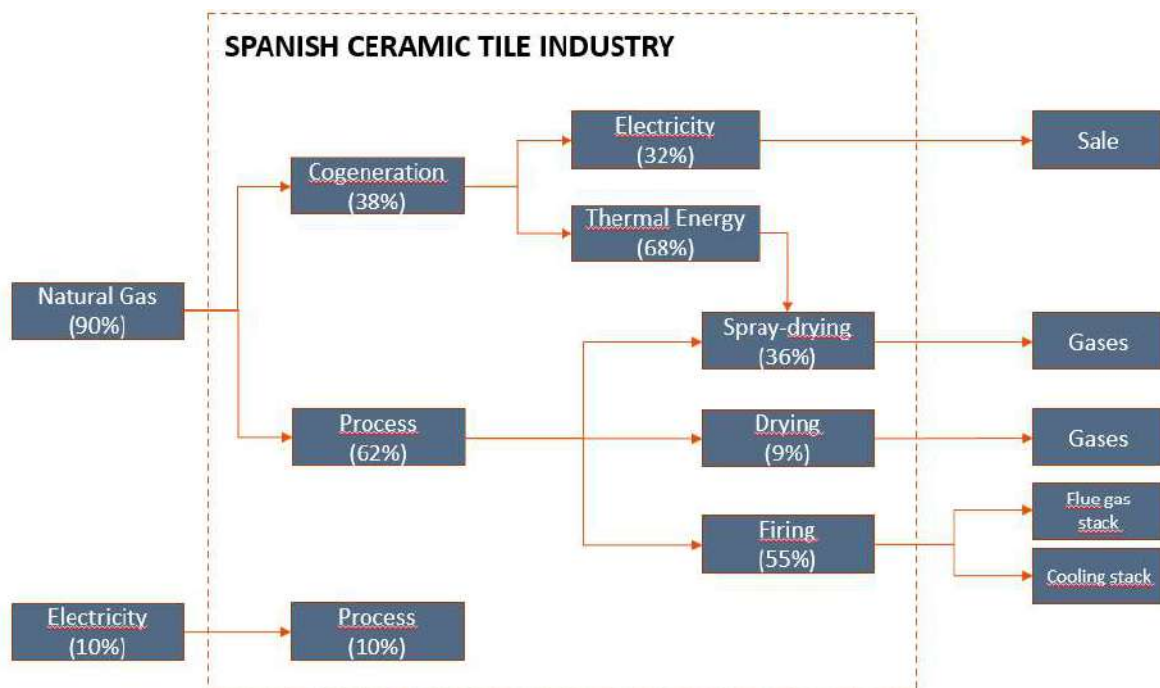 SPANISH CERAMIC TILE INDUSTRY
Electricity
(32%)
Sale
Cogeneration
(38%)
Thermal Energy
(68%)
Natural Gas
(90%)
Spray-drying
(36%)
Gases
Process
(62%)
Drying
(9%)
Gases
Firing
(55%)
Flue gas
stack
Cooling stack
Electricity
(10%)
Process
(10%)